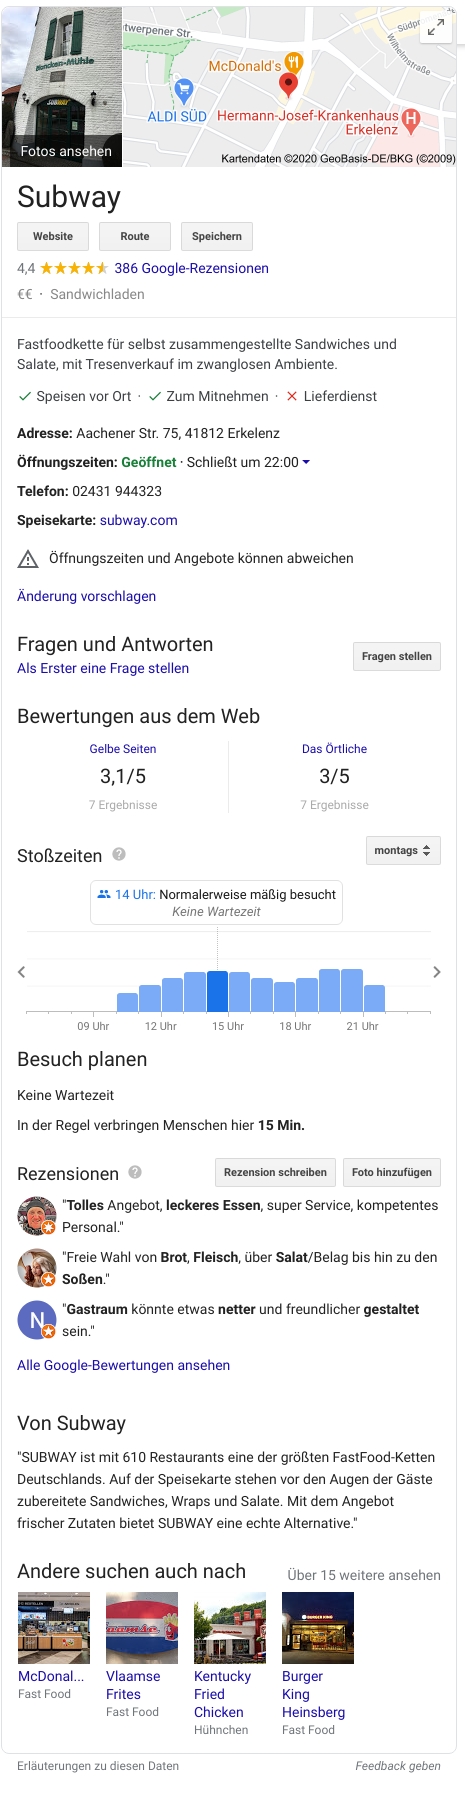 twerpener Str.
Südpr
Wilhelmstraße
McDonald's
ALDI SÜD
Hermann-Josef-Krankenhaus
Erkelenz
H
SUBWAY
Fotos ansehen
Kartendaten ©2020 GeoBasis-DE/BKG (©2009)
Subway
Website Route Speichern
4,4 386 Google-Rezensionen
€€ · Sandwichladen
Fastfoodkette für selbst zusammengestellte Sandwiches und
Salate, mit Tresenverkauf im zwanglosen Ambiente.
Speisen vor Ort · Zum Mitnehmen · Lieferdienst
Adresse: Aachener Str. 75, 41812 Erkelenz
Öffnungszeiten: Geöffnet · Schließt um 22:00
Telefon: 02431 944323
Speisekarte: subway.com
Öffnungszeiten und Angebote können abweichen
Änderung vorschlagen
Fragen und Antworten
Als Erster eine Frage stellen
Fragen stellen
Bewertungen aus dem Web
Gelbe Seiten Das Örtliche
3,1/5 3/5
7 Ergebnisse 7 Ergebnisse
Stoßzeiten ?
montags
14 Uhr: Normalerweise mäßig besucht
Keine Wartezeit
09 Uhr 12 Uhr 15 Uhr 18 Uhr 21 Uhr
Besuch planen
Keine Wartezeit
In der Regel verbringen Menschen hier 15 Min.
Rezensionen ? Rezension schreiben Foto hinzufügen
"Tolles Angebot, leckeres Essen, super Service, kompetentes
Personal."
"Freie Wahl von Brot, Fleisch, über Salat/Belag bis hin zu den
Soßen."
N
"Gastraum könnte etwas netter und freundlicher gestaltet
sein."
Alle Google-Bewertungen ansehen
Von Subway
"SUBWAY ist mit 610 Restaurants eine der größten FastFood-Ketten
Deutschlands. Auf der Speisekarte stehen vor den Augen der Gäste
zubereitete Sandwiches, Wraps und Salate. Mit dem Angebot
frischer Zutaten bietet SUBWAY eine echte Alternative."
Andere suchen auch nach Über 15 weitere ansehen
BURGER KING
McDonal...
Fast Food
Vlaamse
Frites
Fast Food
Kentucky
Fried
Chicken
Hühnchen
Burger
King
Heinsberg
Fast Food
Erläuterungen zu diesen Daten Feedback geben